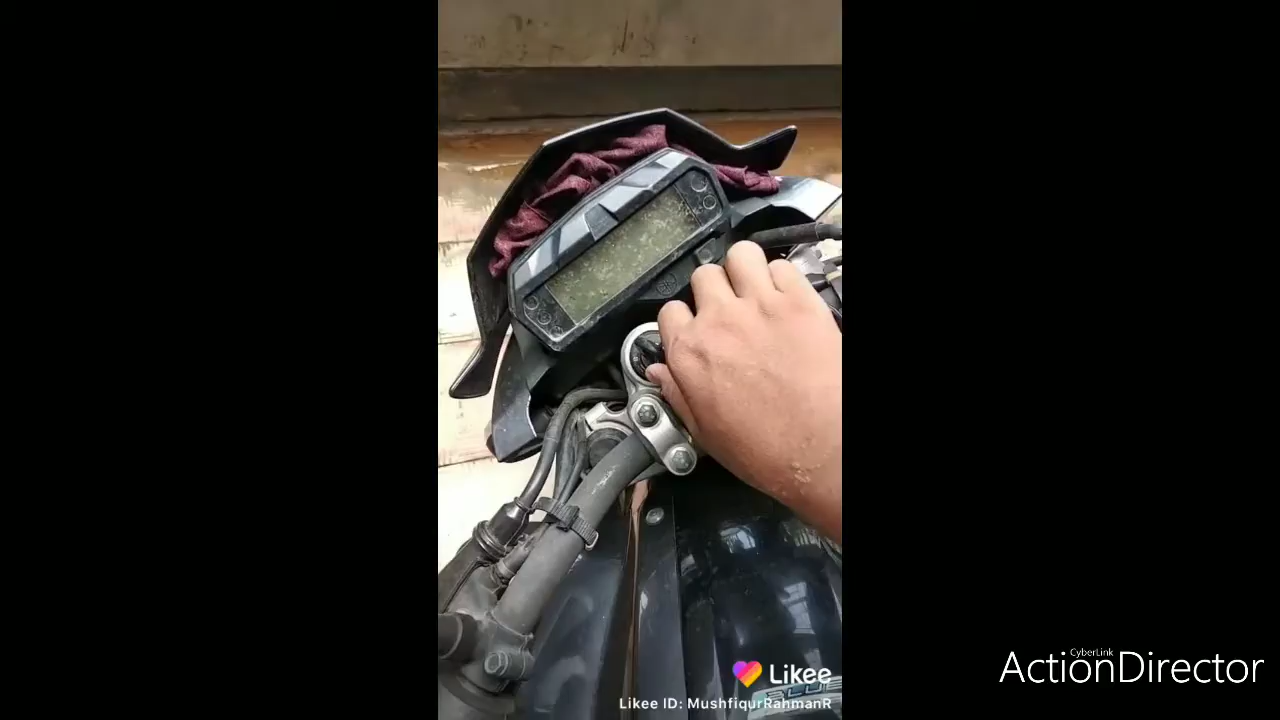 Likee
Likee ID: MushfiqurRahmanR
CyberLink
ActionDirector